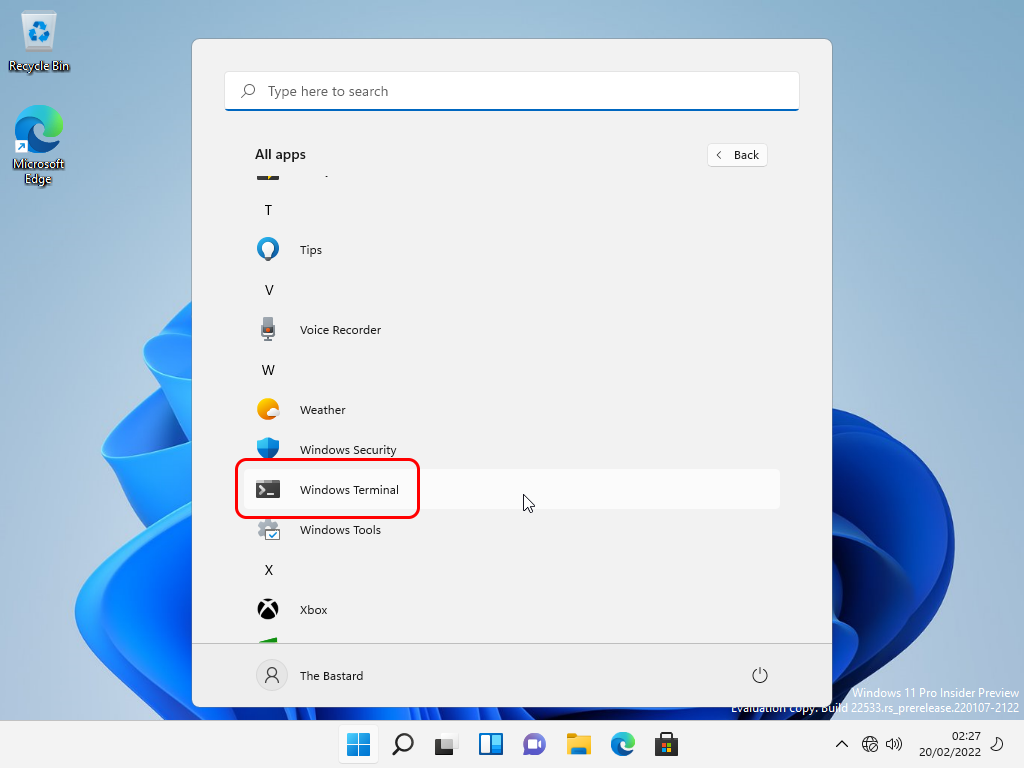 Recycle Bin
Microsoft
Edge
Type here to search
All apps
Back
T
Tips
V
Voice Recorder
W
Weather
Windows Security
Windows Terminal
Windows Tools
X
Xbox
The Bastard
Windows 11 Pro Insider Preview
Evaluation copy. Build 22533.rs_prerelease.220107-2122
02:27
20/02/2022